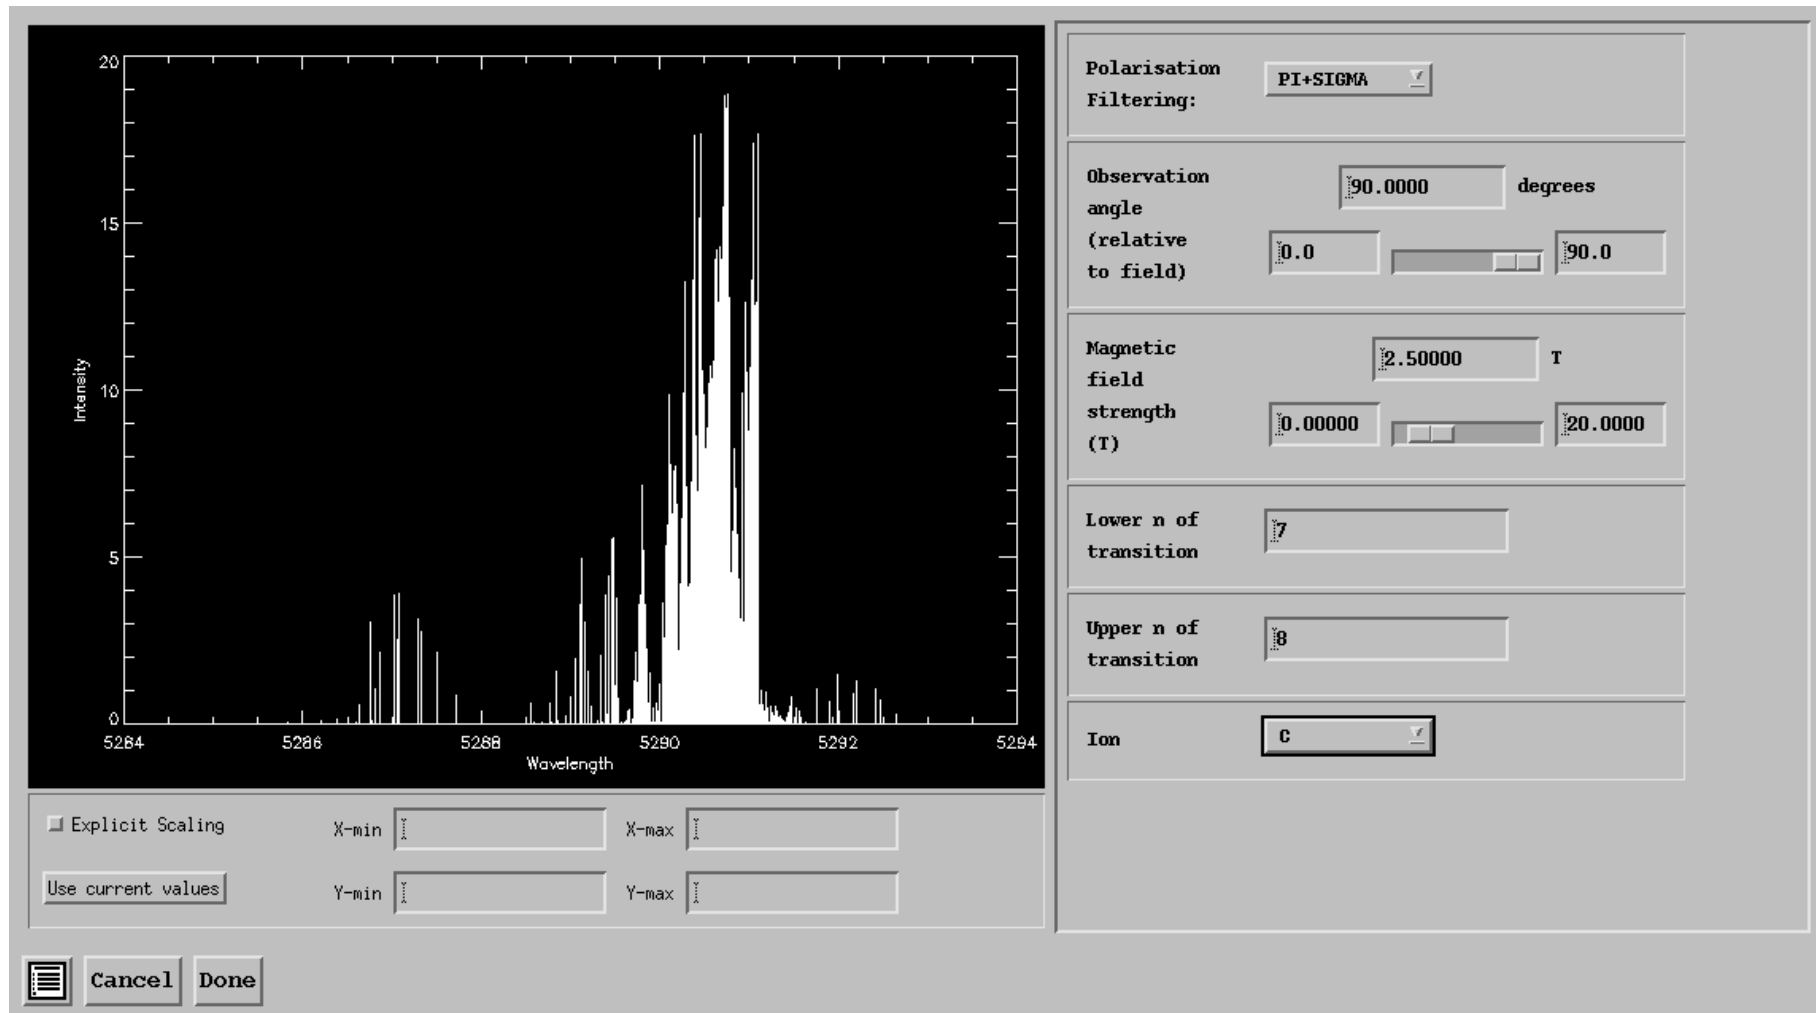 20
15
10
5
0
Intensity
5284
5286
5288
5290
5292
5294
Wavelength
Explicit Scaling
X-min
X-max
Use current values
Y-min
Y-max
Cancel
Done
Polarisation
Filtering:
PI+SIGMA
Observation
angle
(relative
to field)
90.0000 degrees
0.0
90.0
Magnetic
field
strength
(T)
2.50000 T
0.00000
20.0000
Lower n of
transition
7
Upper n of
transition
8
Ion
C